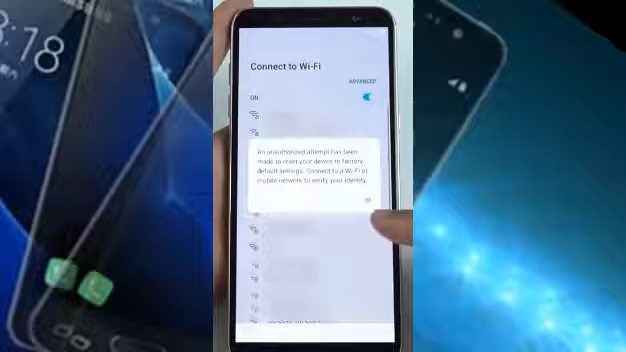 :18
Connect to Wi-Fi
ADVANCED
ON
An unauthorized attempt has been
made to reset your device to factory
default settings. Connect to a Wi-Fi or
mobile network to verify your identity.
OK